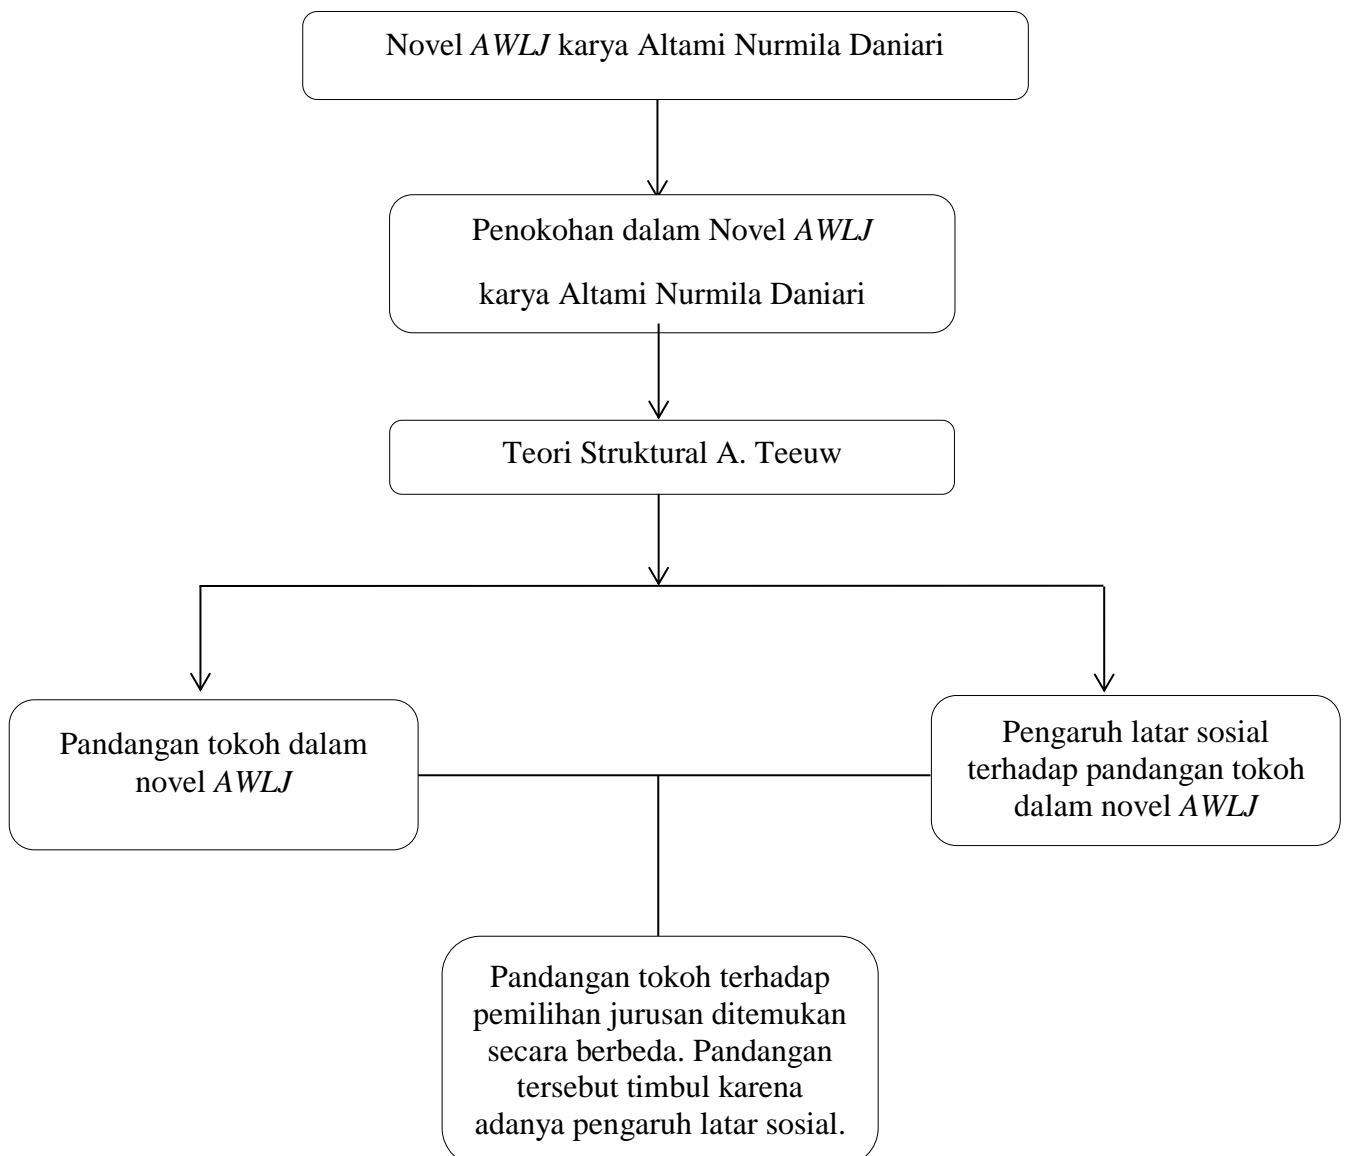 Novel AWLJ karya Altami Nurmila Daniari
Penokohan dalam Novel AWLJ
karya Altami Nurmila Daniari
Teori Struktural A. Teeuw
Pandangan tokoh dalam
novel AWLJ
Pengaruh latar sosial
terhadap pandangan tokoh
dalam novel AWLJ
Pandangan tokoh terhadap
pemilihan jurusan ditemukan
secara berbeda. Pandangan
tersebut timbul karena
adanya pengaruh latar sosial.